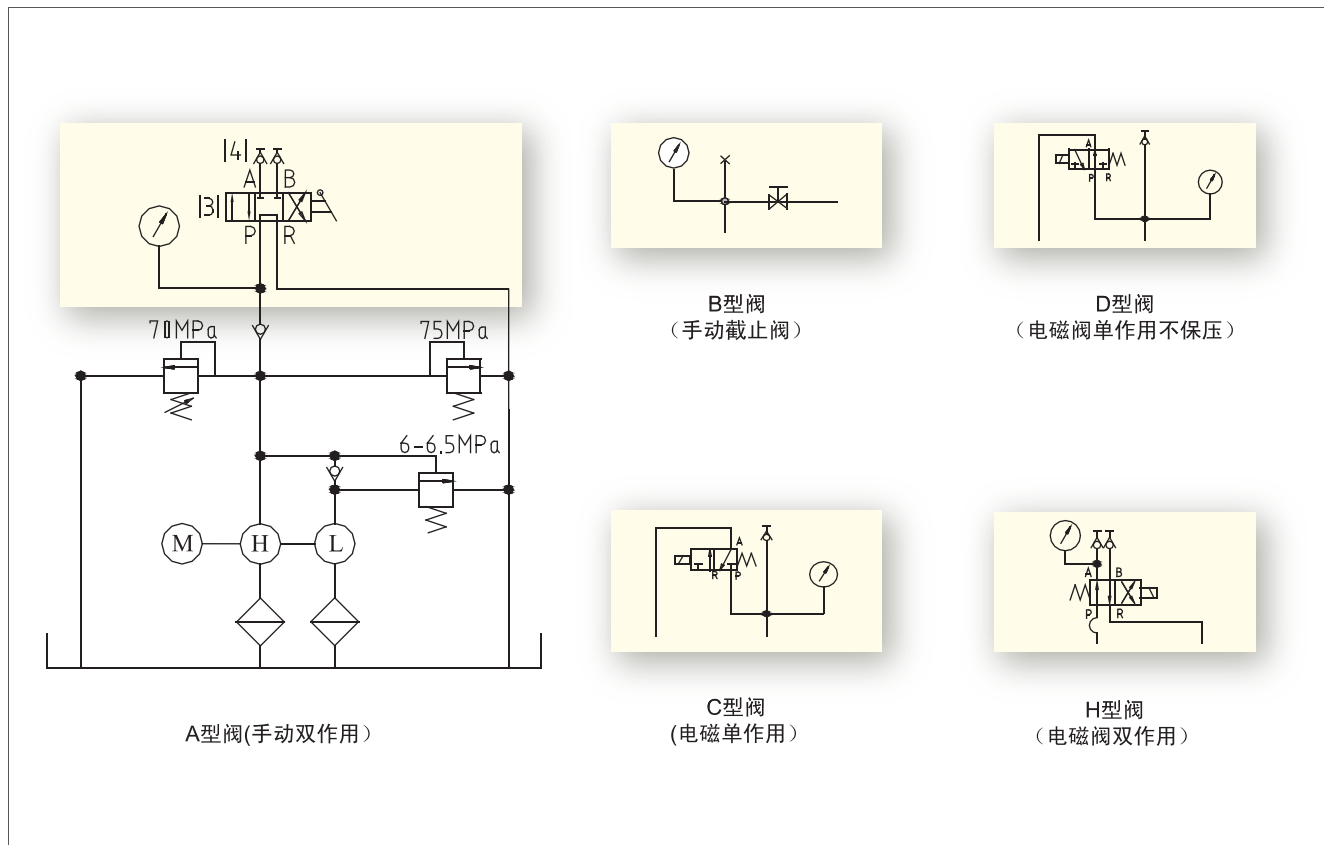 |4|
A B
|3|
P R
70MPa
75MPa
6-6.5MPa
M H L
A型阀(手动双作用）
B型阀
（手动截止阀）
A
P R
D型阀
（电磁阀单作用不保压）
A
R P
C型阀
(电磁单作用）
A B
P R
H型阀
（电磁阀双作用）